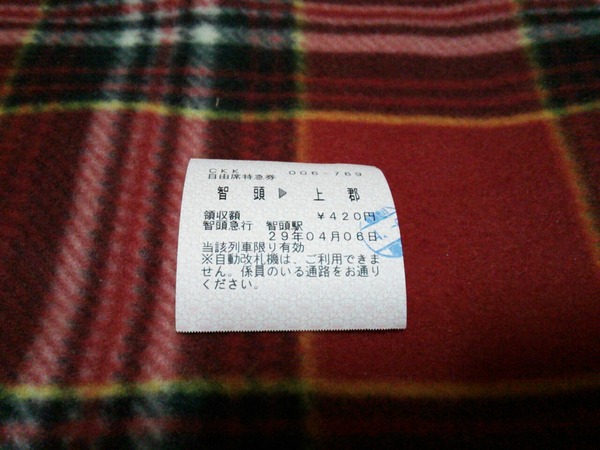 CKK
自由席特急券 006-769
智頭 ▶ 上郡
領収額 ￥420円
智頭急行 智頭駅
29年04月06日
当該列車限り有効
※自動改札機は、ご利用できま
せん。係員のいる通路をお通り
ください。